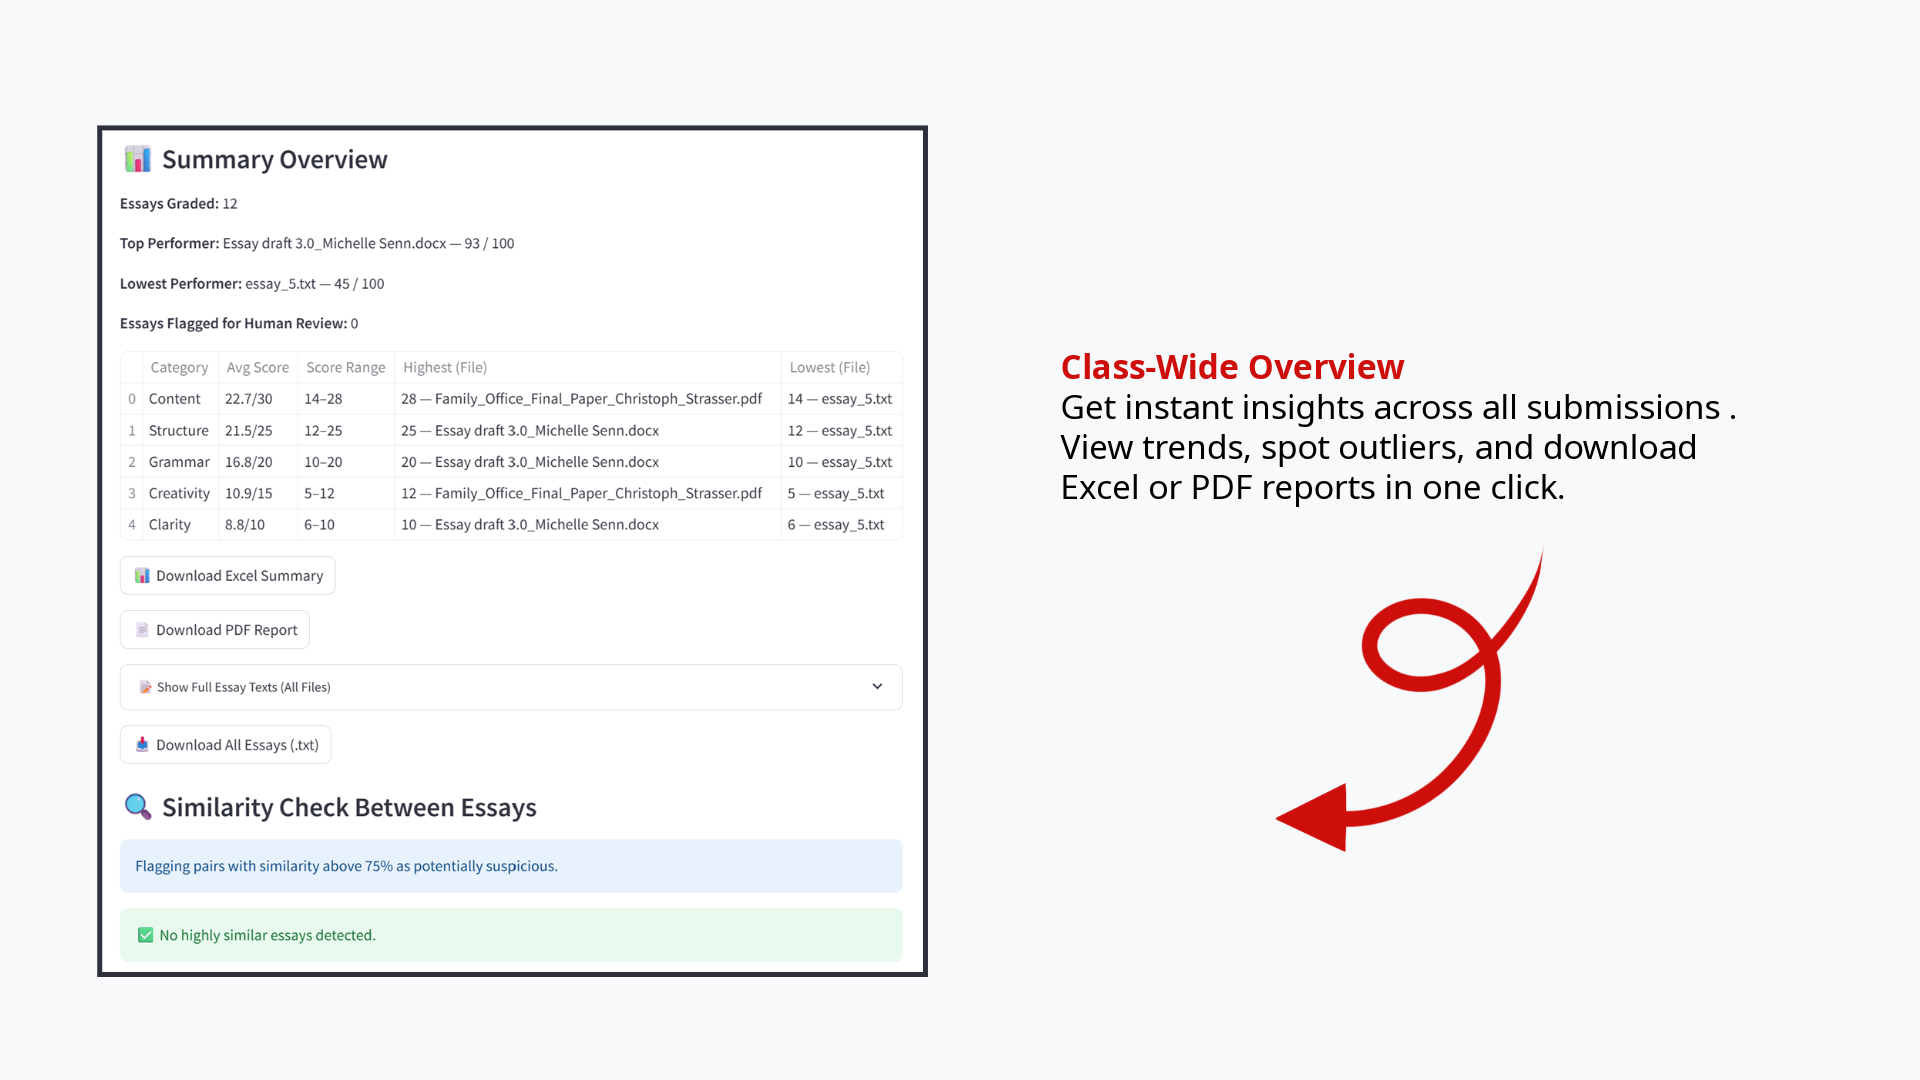 Summary Overview
Essays Graded: 12
Top Performer: Essay draft 3.0_Michelle Senn.docx — 93 / 100
Lowest Performer: essay_5.txt — 45 / 100
Essays Flagged for Human Review: 0
Category Avg Score Score Range Highest (File) Lowest (File)
0 Content 22.7/30 14–28 28 — Family_Office_Final_Paper_Christoph_Strasser.pdf 14 — essay_5.txt
1 Structure 21.5/25 12–25 25 — Essay draft 3.0_Michelle Senn.docx 12 — essay_5.txt
2 Grammar 16.8/20 10–20 20 — Essay draft 3.0_Michelle Senn.docx 10 — essay_5.txt
3 Creativity 10.9/15 5–12 12 — Family_Office_Final_Paper_Christoph_Strasser.pdf 5 — essay_5.txt
4 Clarity 8.8/10 6–10 10 — Essay draft 3.0_Michelle Senn.docx 6 — essay_5.txt
Download Excel Summary
Download PDF Report
Show Full Essay Texts (All Files)
Download All Essays (.txt)
Similarity Check Between Essays
Flagging pairs with similarity above 75% as potentially suspicious.
No highly similar essays detected.
Class-Wide Overview
Get instant insights across all submissions .
View trends, spot outliers, and download
Excel or PDF reports in one click.